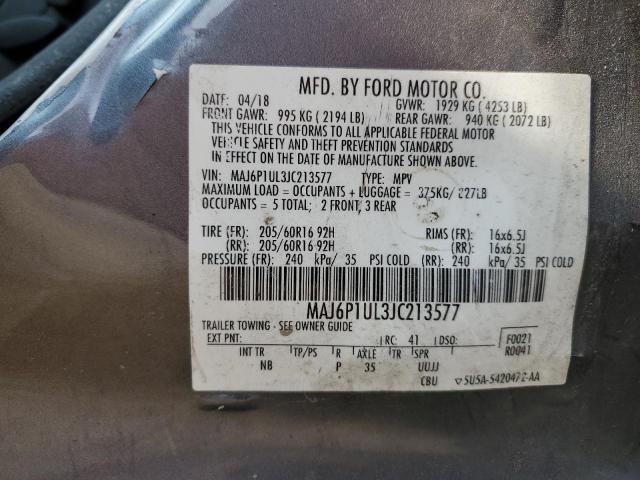 MFD. BY FORD MOTOR CO.
DATE: 04/18 GVWR: 1929 KG ( 4253 LB)
FRONT GAWR: 995 KG ( 2194 LB) REAR GAWR: 940 KG ( 2072 LB)
THIS VEHICLE CONFORMS TO ALL APPLICABLE FEDERAL MOTOR
VEHICLE SAFETY AND THEFT PREVENTION STANDARDS
IN EFFECT ON THE DATE OF MANUFACTURE SHOWN ABOVE.
VIN: MAJ6P1UL3JC213577 TYPE: MPV
MAXIMUM LOAD = OCCUPANTS + LUGGAGE = 375KG/ 827LB
OCCUPANTS = 5 TOTAL; 2 FRONT, 3 REAR
TIRE (FR): 205/60R16 92H RIMS (FR): 16x6.5J
(RR): 205/60R16 92H (RR): 16x6.5J
PRESSURE (FR): 240 kPa/ 35 PSI COLD (RR): 240 kPa/ 35 PSI COLD
MAJ6P1UL3JC213577
TRAILER TOWING - SEE OWNER GUIDE
EXT PNT: RC: 41 DSO: F0021
R0041
INT TR TP/PS R AXLE TR SPR
NB P 35 UUJJ
CBU 5U5A-5420472-AA